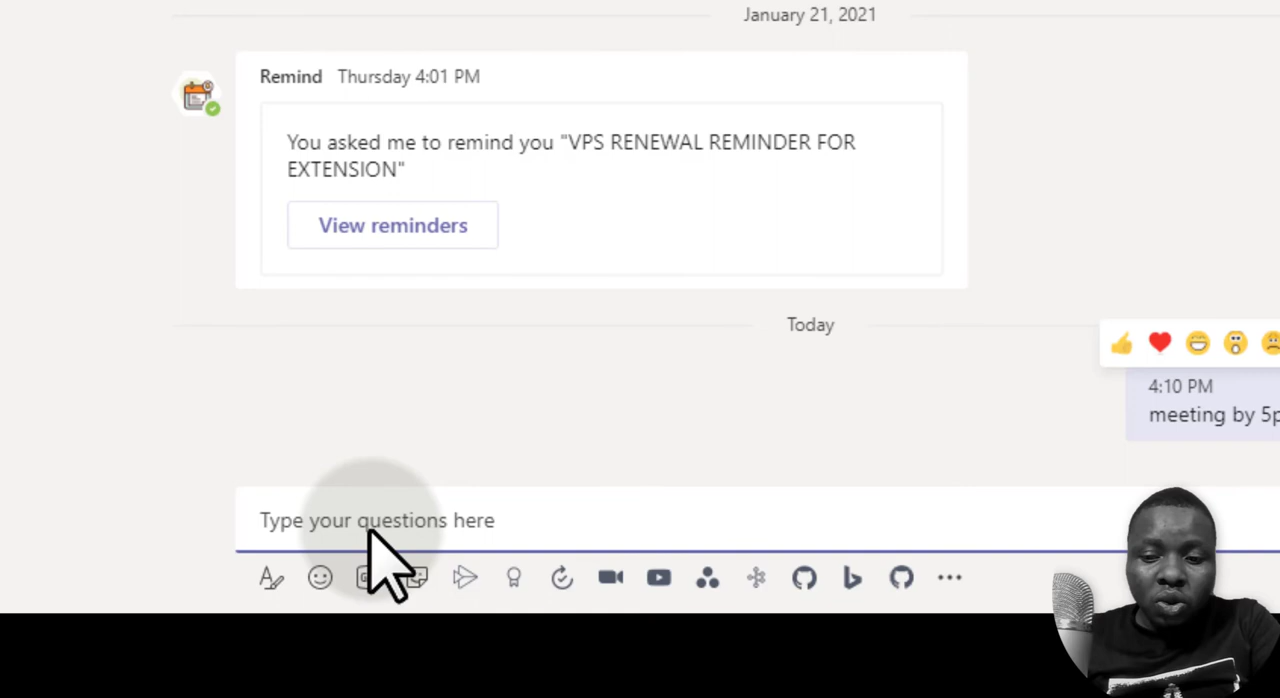 January 21, 2021
Remind Thursday 4:01 PM
You asked me to remind you "VPS RENEWAL REMINDER FOR
EXTENSION"
View reminders
Today
4:10 PM
meeting by
Type your questions here